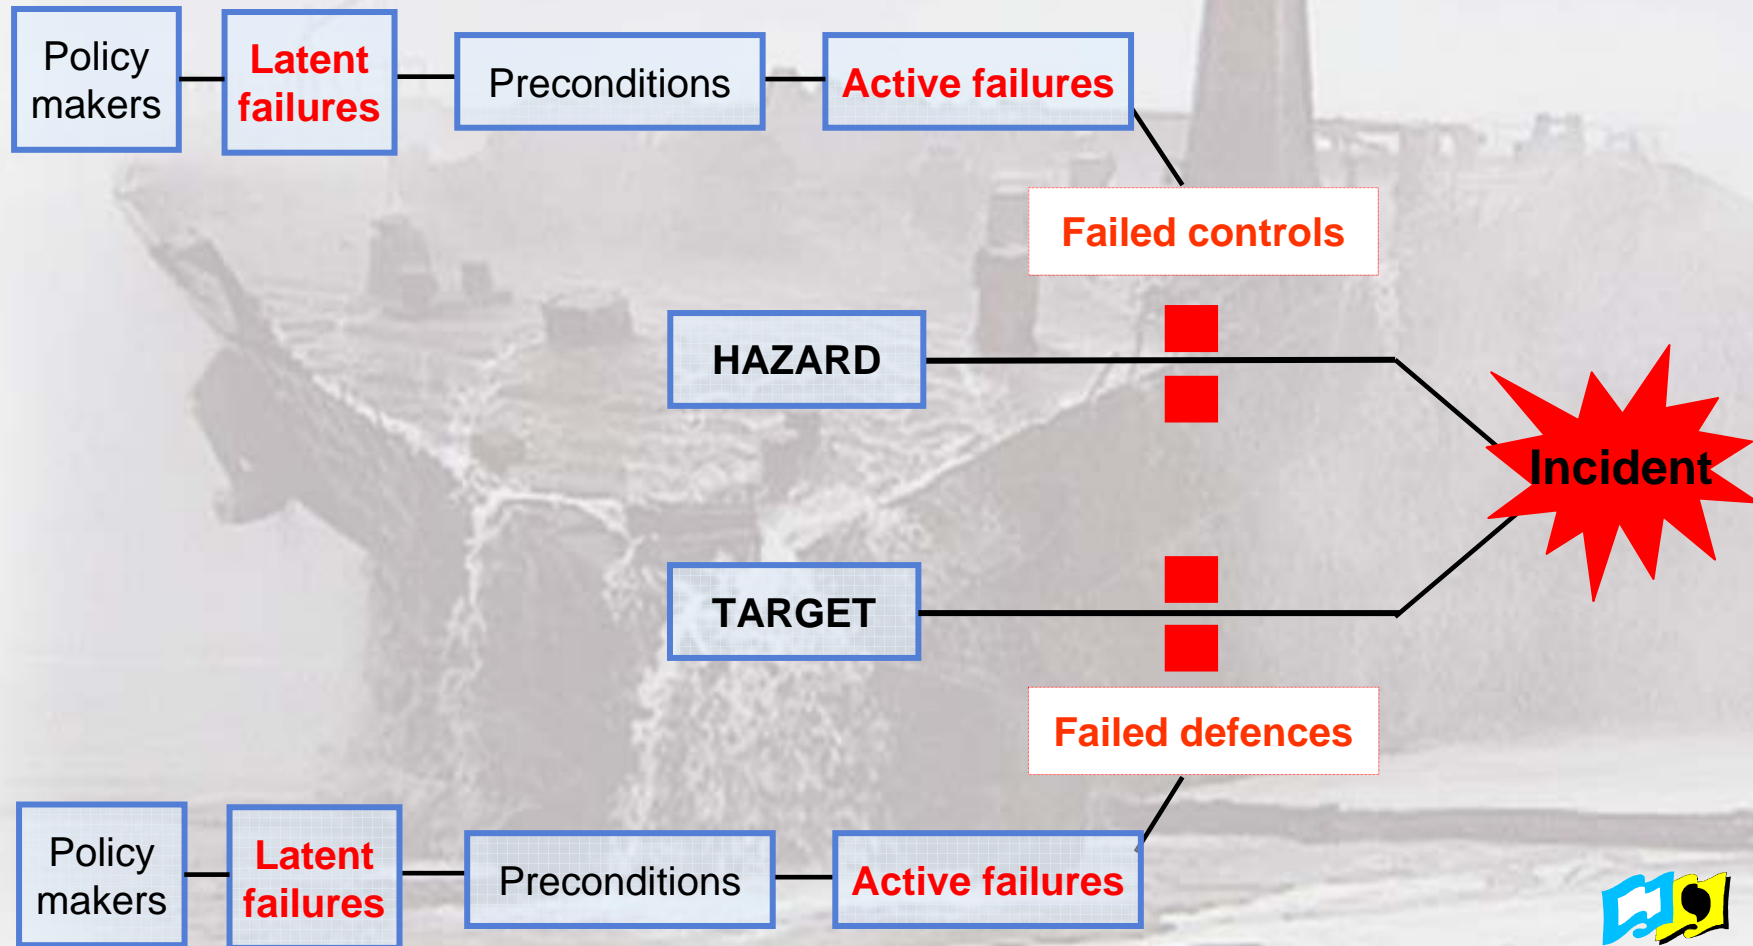 Policy
makers
Latent
failures
Preconditions
Active failures
Failed controls
HAZARD
Incident
TARGET
Failed defences
Policy
makers
Latent
failures
Preconditions
Active failures